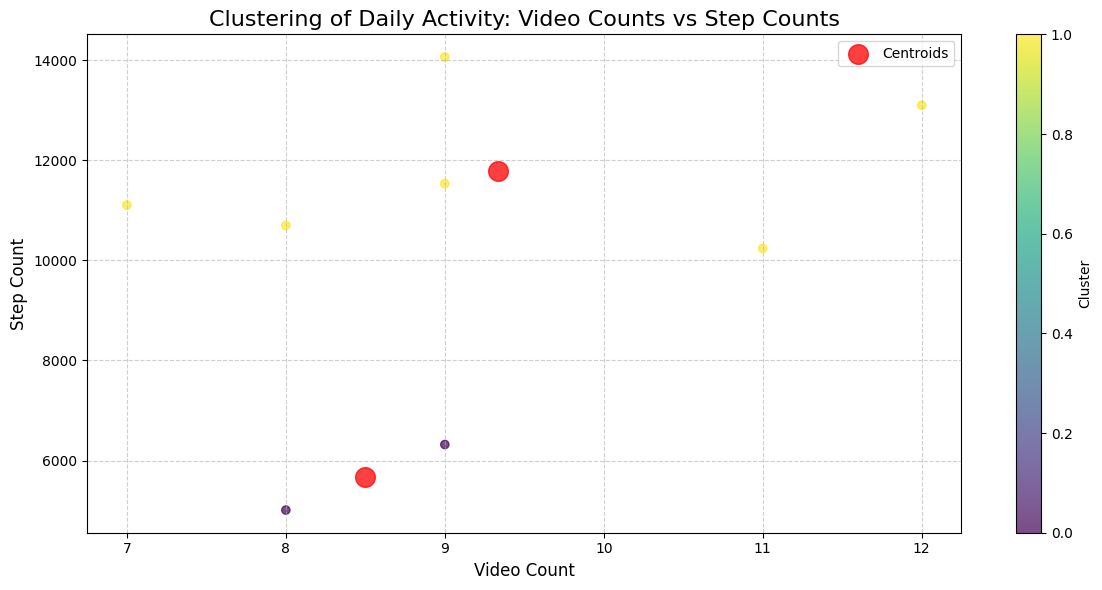 Clustering of Daily Activity: Video Counts vs Step Counts
Centroids
Step Count
14000
12000
10000
8000
6000
7 8 9 10 11 12
Video Count
1.0
0.8
0.6
0.4
0.2
0.0
Cluster